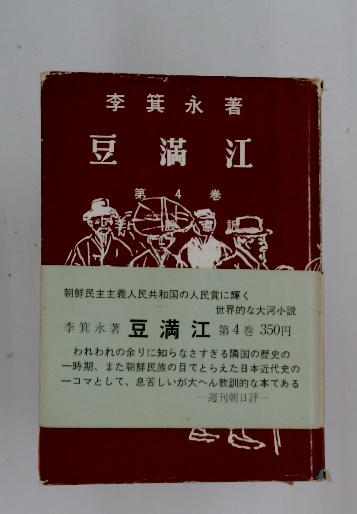 李箕永著
豆満江
第4巻
訳
朝鮮民主主義人民共和国の人民賞に輝く
世界的な大河小説
李箕永著 豆満江 第4巻 350円
われわれの余りに知らなさすぎる隣国の歴史の
一時期、また朝鮮民族の目でとらえた日本近代史の
一コマとして、息苦しいが大へん教訓的な本である
—週刊朝日評—